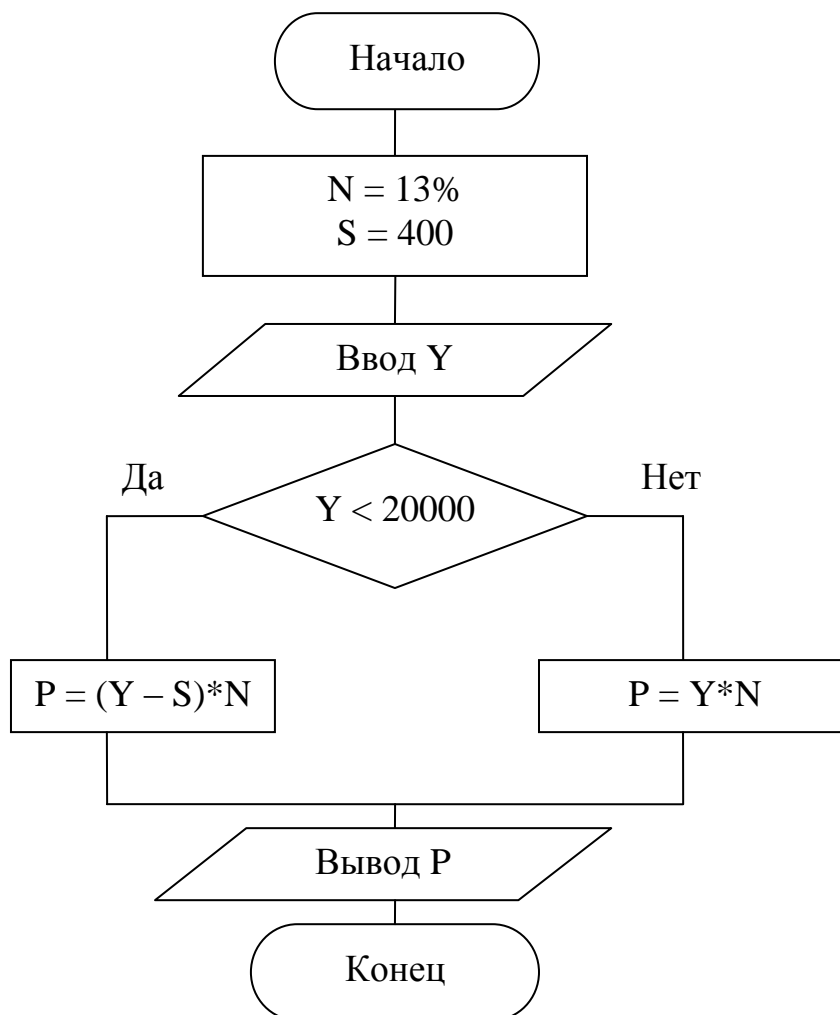 Начало
N = 13%
S = 400
Ввод Y
Да
Нет
Y < 20000
P = (Y – S)*N
P = Y*N
Вывод P
Конец